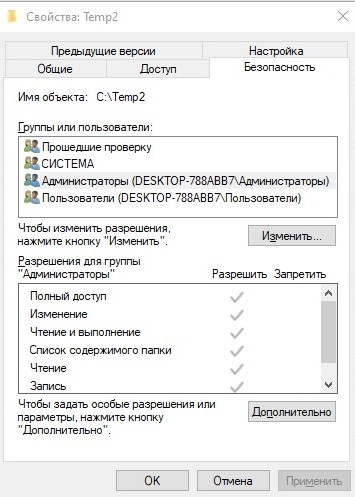 Свойства: Temp2
Предыдущие версии Настройка
Общие Доступ Безопасность
Имя объекта: C:\Temp2
Группы или пользователи:
Прошедшие проверку
СИСТЕМА
Администраторы (DESKTOP-788ABB7\Администраторы)
Пользователи (DESKTOP-788ABB7\Пользователи)
Чтобы изменить разрешения,
нажмите кнопку "Изменить".
Изменить...
Разрешения для группы
"Администраторы" Разрешить Запретить
Полный доступ
Изменение
Чтение и выполнение
Список содержимого папки
Чтение
Запись
Чтобы задать особые разрешения или
параметры, нажмите кнопку
"Дополнительно".
Дополнительно
OK Отмена Применить